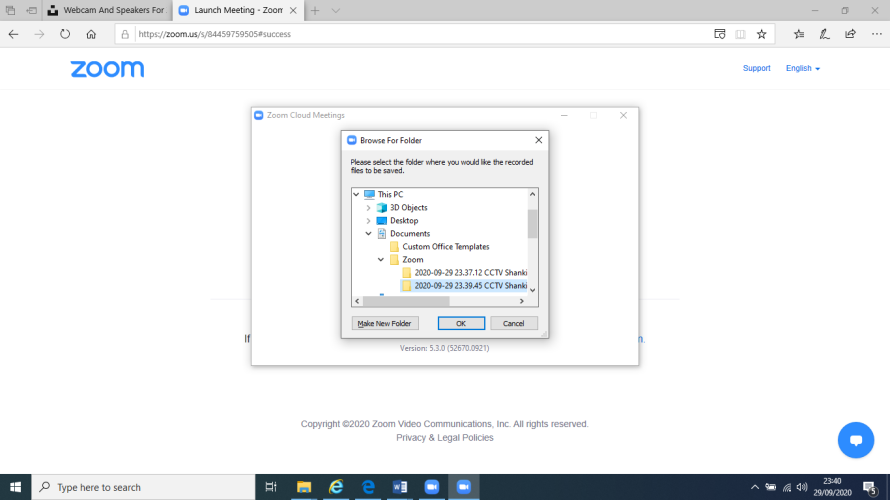 Webcam And Speakers For
Launch Meeting - Zoom
https://zoom.us/s/84459759505#success
zoom
Support
English
Zoom Cloud Meetings
Browse For Folder
Please select the folder where you would like the recorded
files to be saved.
This PC
3D Objects
Desktop
Documents
Custom Office Templates
Zoom
2020-09-29 23.37.12 CCTV Shanki
2020-09-29 23.39.45 CCTV Shanki
Make New Folder
OK
Cancel
If
n.
Version: 5.3.0 (52670.0921)
Copyright ©2020 Zoom Video Communications, Inc. All rights reserved.
Privacy & Legal Policies
Type here to search
23:40
29/09/2020
5